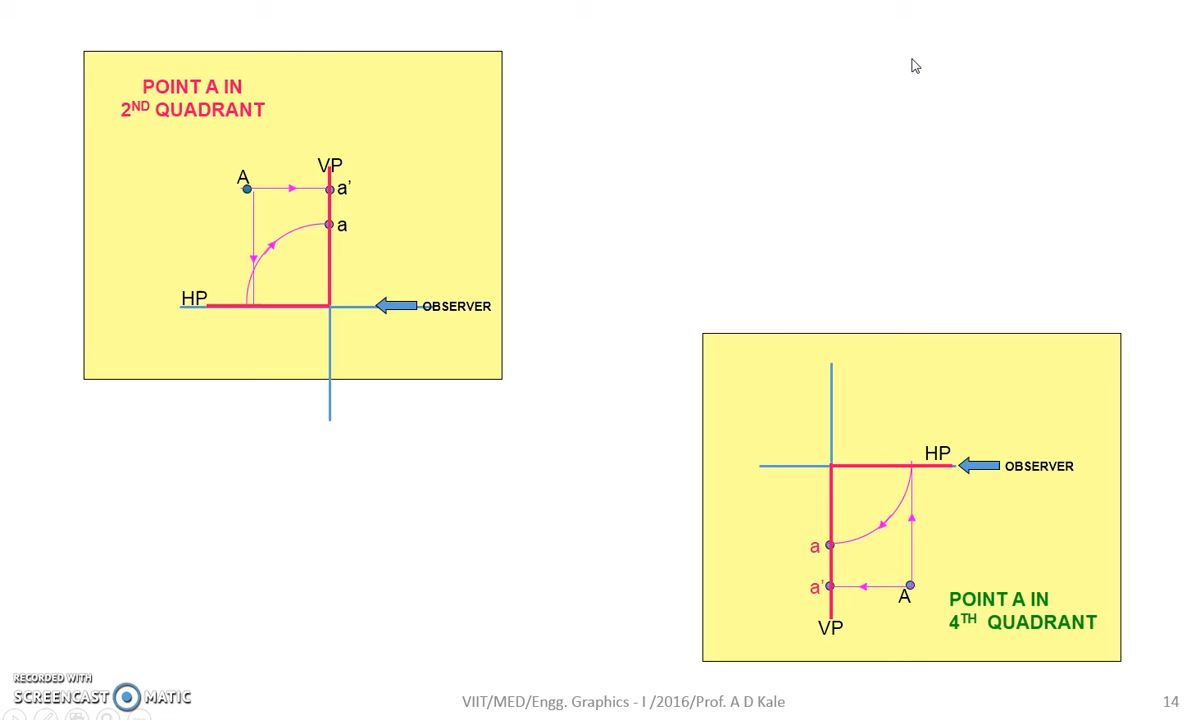 POINT A IN
2ND QUADRANT
VP
A
a'
a
HP
OBSERVER
HP
OBSERVER
a
a'
A
VP
POINT A IN
4TH QUADRANT
RECORDED WITH
SCREENCAST MATIC
VIIT/MED/Engg. Graphics - I /2016/Prof. A D Kale
14